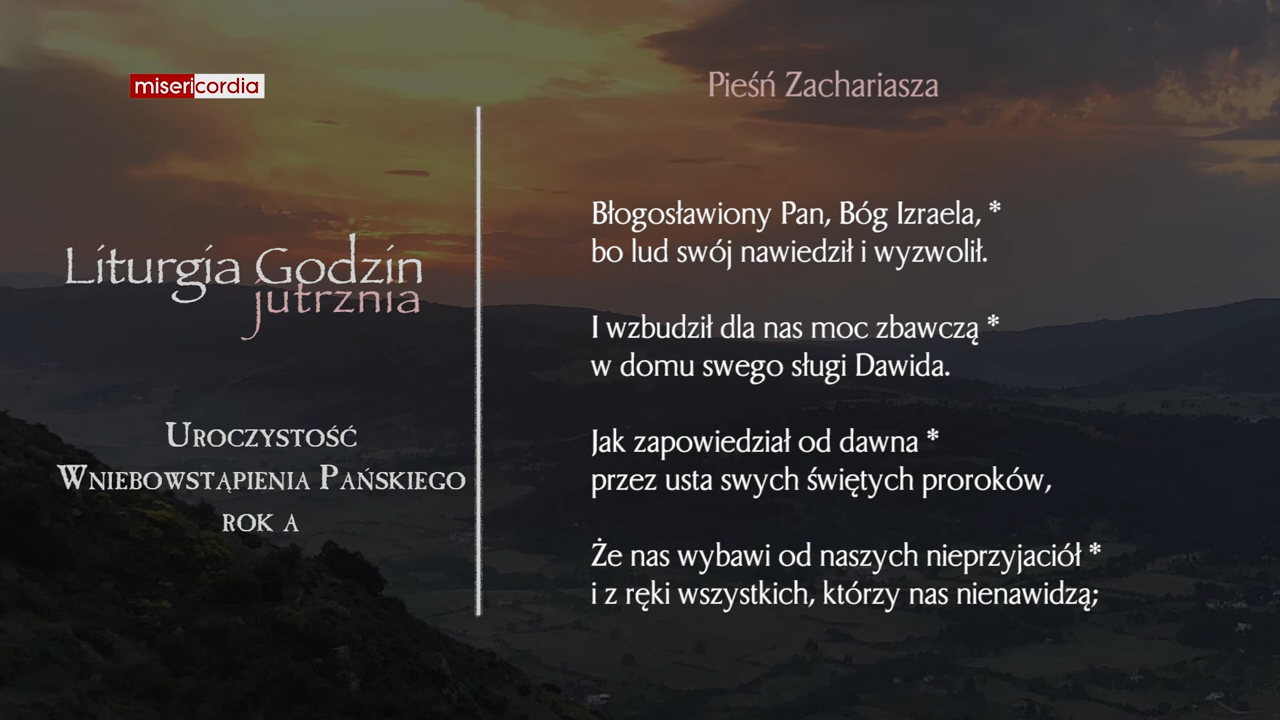 misericordia
Liturgia Godzin
jutrznia
Uroczystość
Wniebowstąpienia Pańskiego
rok a
Pieśń Zachariasza
Błogosławiony Pan, Bóg Izraela, *
bo lud swój nawiedził i wyzwolił.
I wzbudził dla nas moc zbawczą *
w domu swego sługi Dawida.
Jak zapowiedział od dawna *
przez usta swych świętych proroków,
Że nas wybawi od naszych nieprzyjaciół *
i z ręki wszystkich, którzy nas nienawidzą;